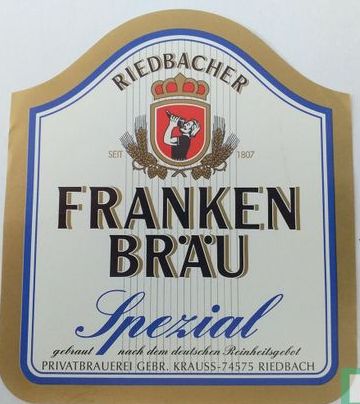 RIEDBACHER
SEIT 1807
FRANKEN
BRÄU
Spezial
gebraut nach dem deutschen Reinheitsgebot
PRIVATBRAUEREI GEBR. KRAUSS-74575 RIEDBACH